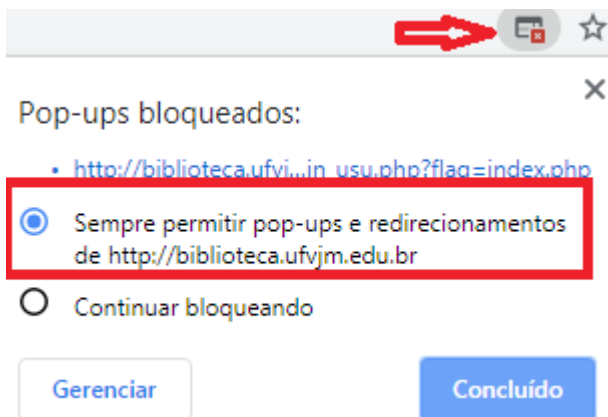 Pop-ups bloqueados:
http://biblioteca.ufvj...in_usu.php?flag=index.php
Sempre permitir pop-ups e redirecionamentos
de http://biblioteca.ufvjm.edu.br
Continuar bloqueando
Gerenciar
Concluído